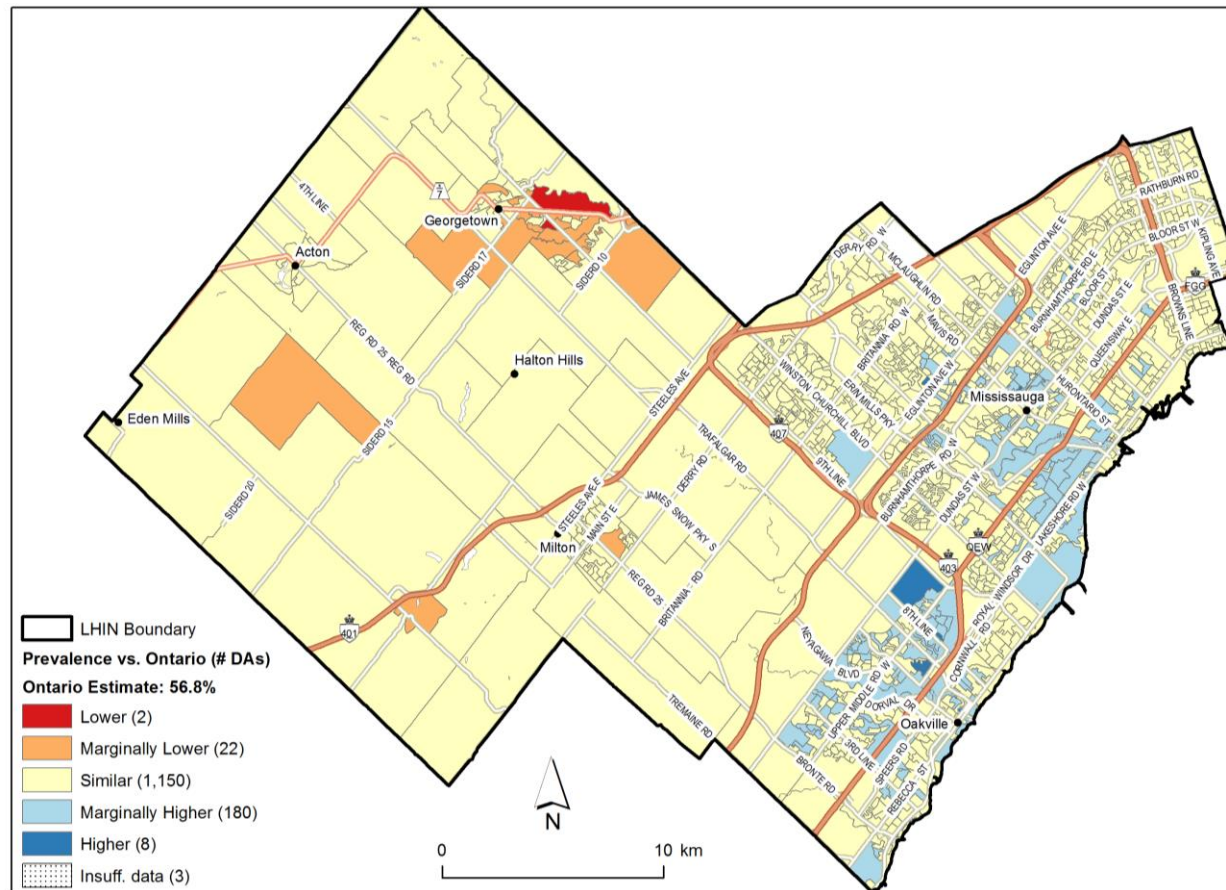 RATHBURN RD
BLOOR ST W
KIPLING AVE
EGLINTON AVE E
DERRY RD W
MCLAUGHLIN RD
BURNHAMTHORPE RD E
BLOOR ST
DUNDAS ST E
FGG
BROWNS LINE
QUEENSWAY E
4TH LINE
7
Georgetown
SIDERD 17
SIDERD 10
Acton
MAVIS RD
BRITANNIA RD W
REG RD 25 REG RD
Halton Hills
WINSTON CHURCHILL BLVD
ERIN MILLS PKY
EGLINTON AVE W
HURONTARIO ST
STEELES AVE
Mississauga
Eden Mills
SIDERD 15
TRAFALGAR RD
407
9TH LINE
BURNHAMTHORPE RD W
DUNDAS ST W
SIDERD 20
DERRY RD
STEELES AVE E
MAIN ST E
JAMES SNOW PKY S
Milton
LAKESHORE RD W
QEW
403
ROYAL WINDSOR DR
REG RD 25
BRITANNIA RD
8TH LINE
CORNWALL RD
401
NEYAGAWA BLVD
UPPER MIDDLE RD W
DORVAL DR
Oakville
TREMAINE RD
3RD LINE
SPEERS RD
REBECCA ST
BRONTE RD
LHIN Boundary
Prevalence vs. Ontario (# DAs)
Ontario Estimate: 56.8%
Lower (2)
Marginally Lower (22)
Similar (1,150)
Marginally Higher (180)
Higher (8)
Insuff. data (3)
N
0 10 km